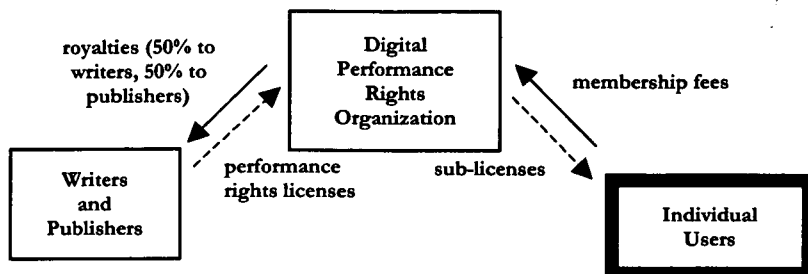 royalties (50% to
writers, 50% to
publishers)
Digital
Performance
Rights
Organization
membership fees
performance
rights licenses
sub-licenses
Writers
and
Publishers
Individual
Users